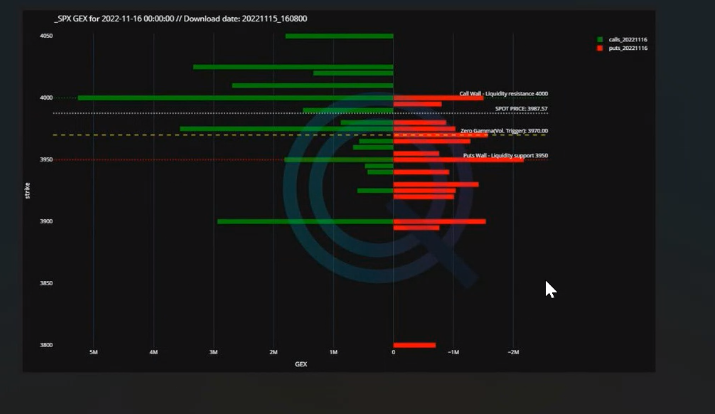 _SPX GEX for 2022-11-16 00:00:00 // Download date: 20221115_160800
calls_20221116
puts_20221116
4050
Call Wall - Liquidity resistance 4000
4000
SPOT PRICE: 3987.57
Zero Gamma(Vol. Trigger): 3970.00
Puts Wall - Liquidity support 3950
3950
strike
3900
3850
3800
5M 4M 3M 2M 1M 0 −1M −2M
GEX